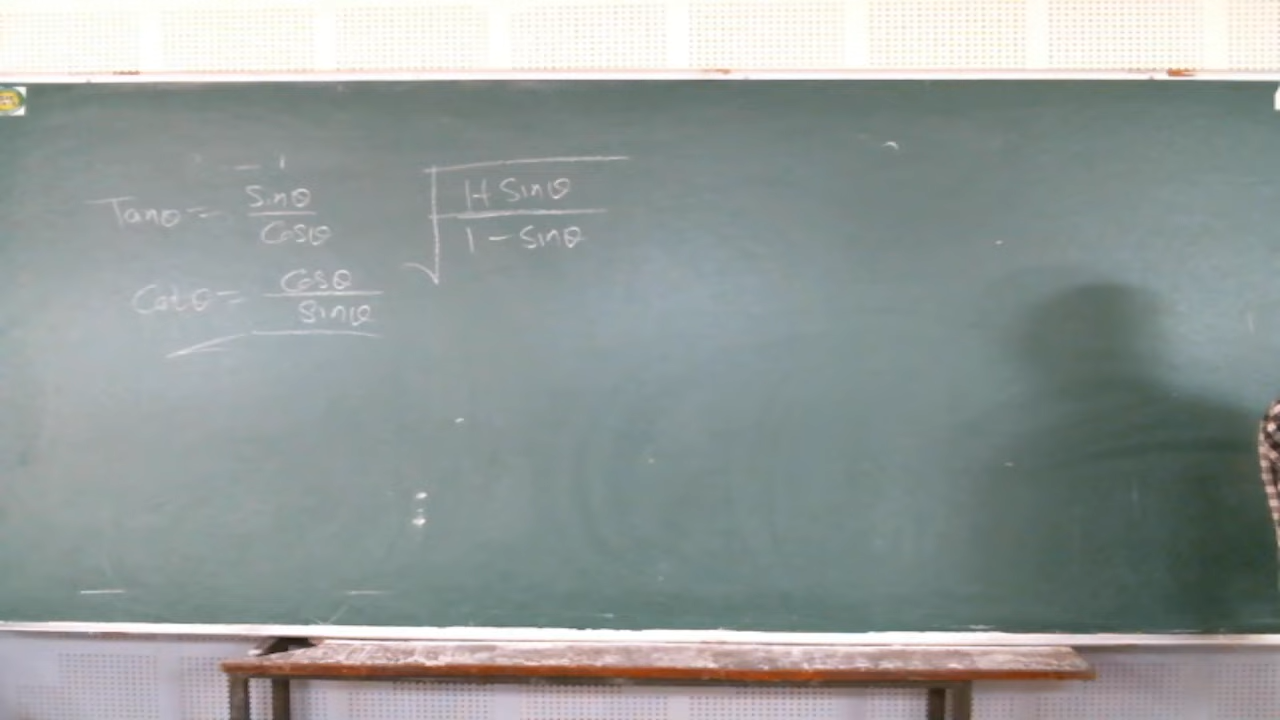 Tanθ = sinθ / cosθ
Cotθ = cosθ / sinθ
√(1+ sinθ / 1 - sinθ)